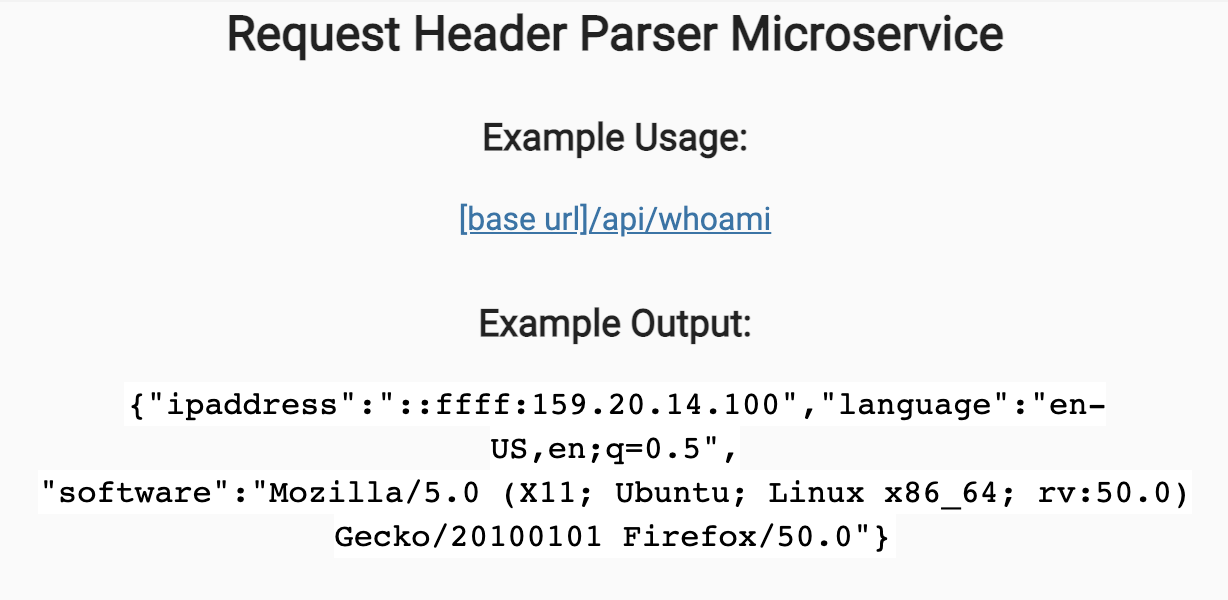 Request Header Parser Microservice
Example Usage:
[base url]/api/whoami
Example Output:
{"ipaddress":"::ffff:159.20.14.100","language":"en-
US,en;q=0.5",
"software":"Mozilla/5.0 (X11; Ubuntu; Linux x86_64; rv:50.0)
Gecko/20100101 Firefox/50.0"}